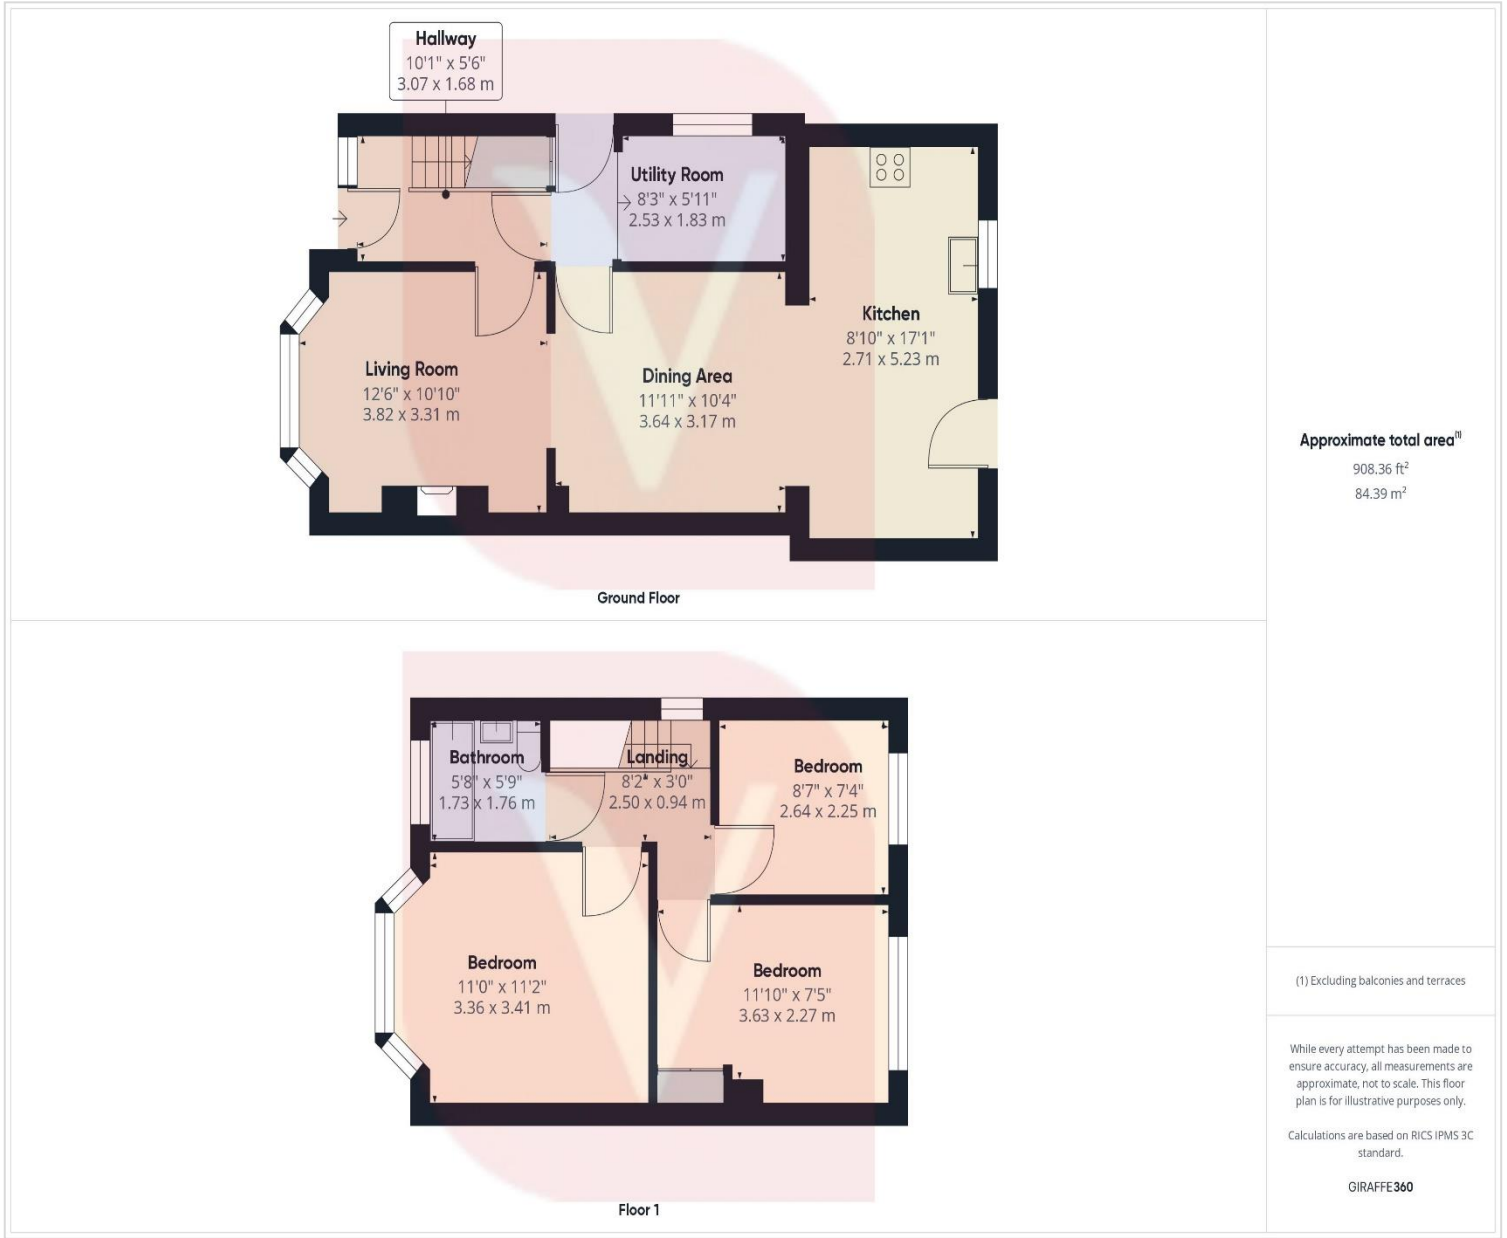 Hallway
10'1" x 5'6"
3.07 x 1.68 m
Utility Room
8'3" x 5'11"
2.53 x 1.83 m
Kitchen
8'10" x 17'1"
2.71 x 5.23 m
Living Room
12'6" x 10'10"
3.82 x 3.31 m
Dining Area
11'11" x 10'4"
3.64 x 3.17 m
Ground Floor
Bathroom
5'8" x 5'9"
1.73 x 1.76 m
Landing
8'2" x 3'0"
2.50 x 0.94 m
Bedroom
8'7" x 7'4"
2.64 x 2.25 m
Bedroom
11'0" x 11'2"
3.36 x 3.41 m
Bedroom
11'10" x 7'5"
3.63 x 2.27 m
Floor 1
Approximate total area(1)
908.36 ft²
84.39 m²
(1) Excluding balconies and terraces
While every attempt has been made to
ensure accuracy, all measurements are
approximate, not to scale. This floor
plan is for illustrative purposes only.
Calculations are based on RICS IPMS 3C
standard.
GIRAFFE360